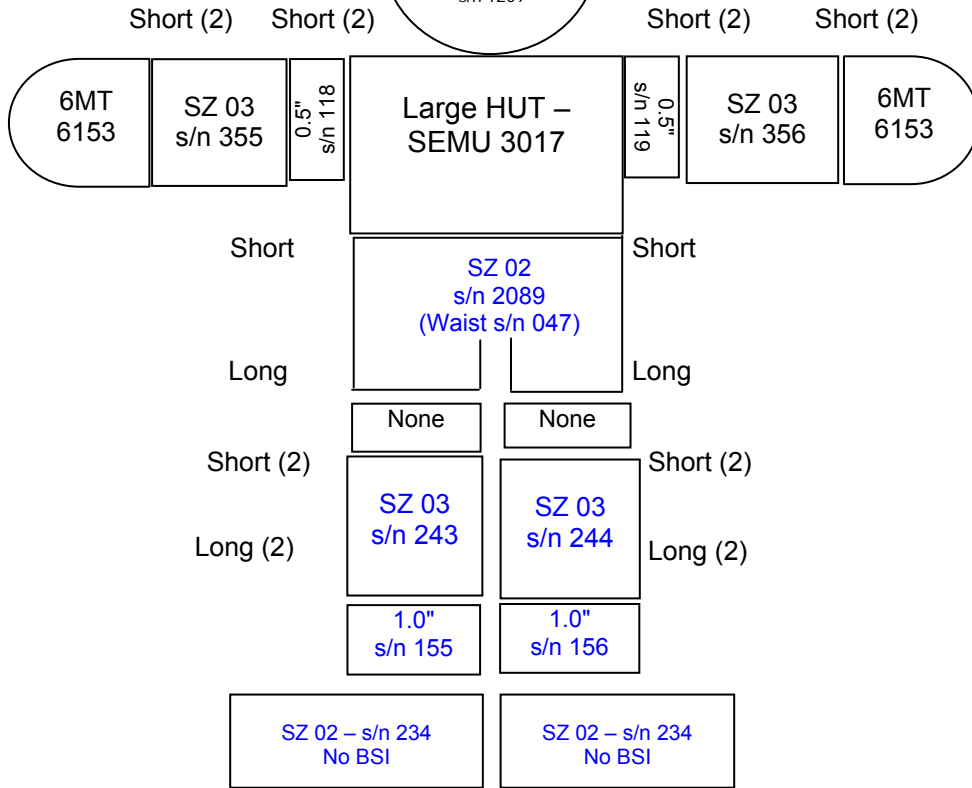 Short (2) Short (2) Short (2) Short (2)
6MT
6153
SZ 03
s/n 355
0.5"
s/n 118
Large HUT –
SEMU 3017
0.5"
s/n 119
SZ 03
s/n 356
6MT
6153
Short
SZ 02
s/n 2089
(Waist s/n 047)
Short
Long
Long
None
None
Short (2)
SZ 03
s/n 243
SZ 03
s/n 244
Short (2)
Long (2)
Long (2)
1.0"
s/n 155
1.0"
s/n 156
SZ 02 – s/n 234
No BSI
SZ 02 – s/n 234
No BSI